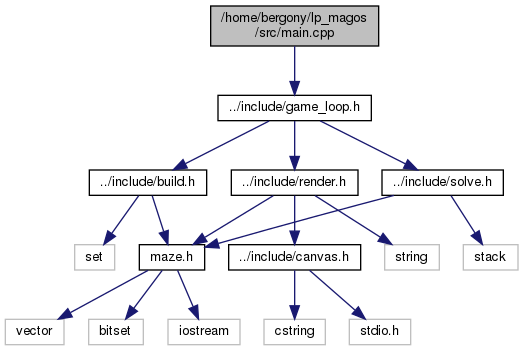 /home/bergony/lp_magos
/src/main.cpp
../include/game_loop.h
../include/build.h
../include/render.h
../include/solve.h
set
maze.h
../include/canvas.h
string
stack
vector
bitset
iostream
cstring
stdio.h